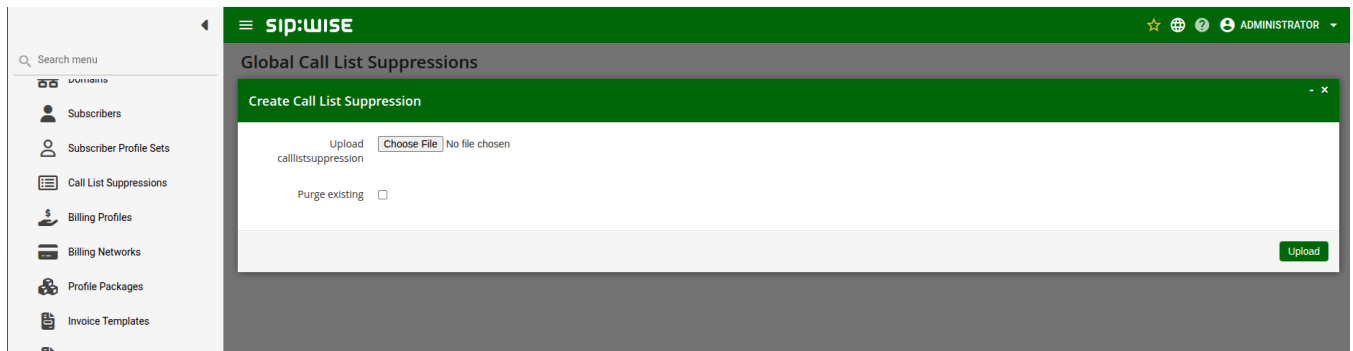 sip:wise
ADMINISTRATOR
Search menu
Domains
Subscribers
Subscriber Profile Sets
Call List Suppressions
Billing Profiles
Billing Networks
Profile Packages
Invoice Templates
Global Call List Suppressions
Create Call List Suppression
- ×
Upload
calllistsuppression
Choose File No file chosen
Purge existing
Upload